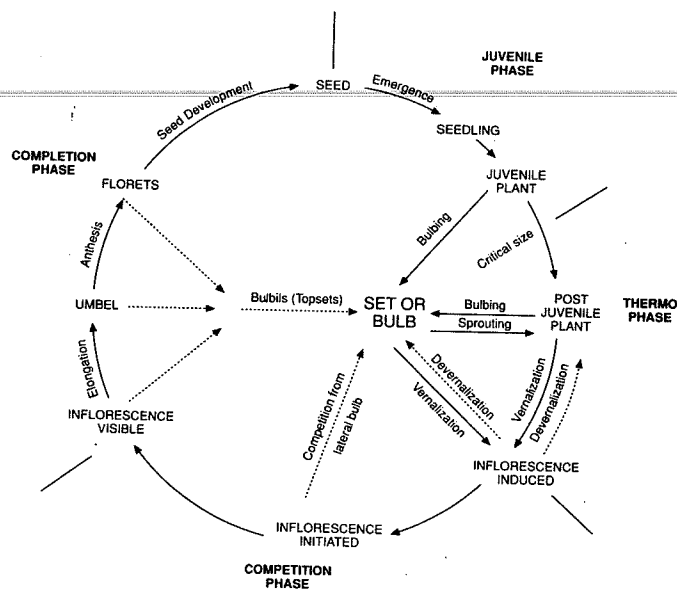 JUVENILE
PHASE
SEED
Emergence
Seed Development
SEEDLING
COMPLETION
PHASE
FLORETS
JUVENILE
PLANT
Bulbing
Critical size
Anthesis
UMBEL
Bulbils (Topsets)
SET OR
BULB
Bulbing
Sprouting
POST
JUVENILE
PLANT
THERMO
PHASE
Elongation
Devernalization
Vernalization
Vernalization
Devernalization
INFLORESCENCE
VISIBLE
Competition from
lateral bulb
INFLORESCENCE
INDUCED
INFLORESCENCE
INITIATED
COMPETITION
PHASE